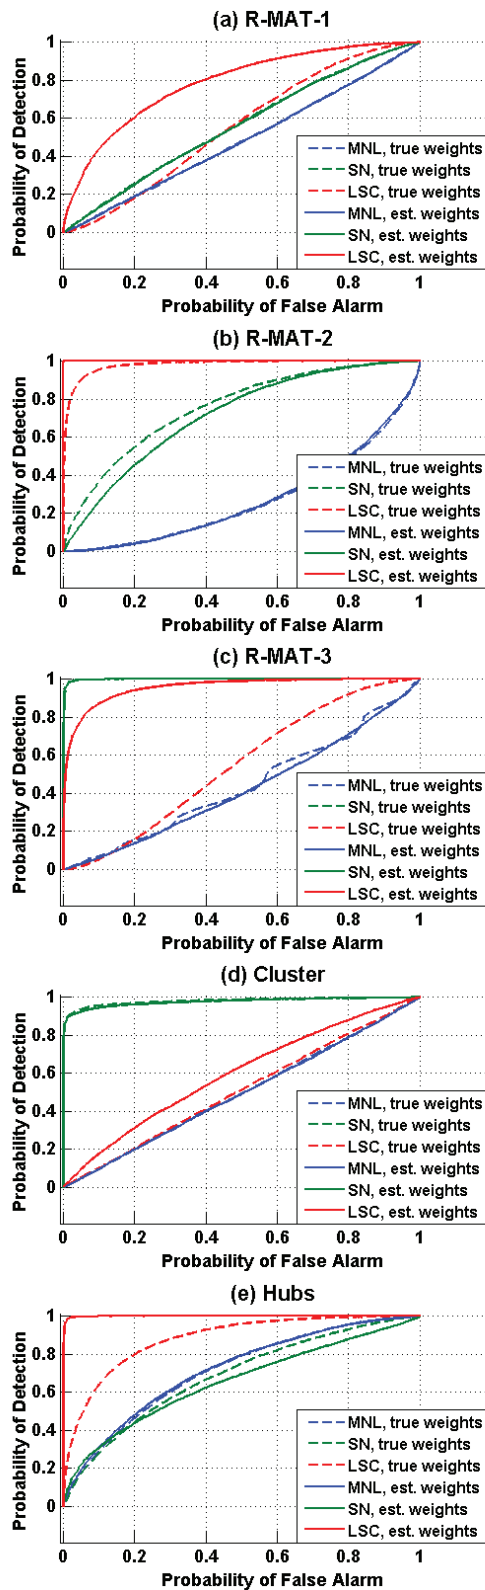 (a) R-MAT-1
Probability of Detection
1
0.8
0.6
0.4
0.2
0
MNL, true weights
SN, true weights
LSC, true weights
MNL, est. weights
SN, est. weights
LSC, est. weights
0 0.2 0.4 0.6 0.8 1
Probability of False Alarm
(b) R-MAT-2
Probability of Detection
1
0.8
0.6
0.4
0.2
0
MNL, true weights
SN, true weights
LSC, true weights
MNL, est. weights
SN, est. weights
LSC, est. weights
0 0.2 0.4 0.6 0.8 1
Probability of False Alarm
(c) R-MAT-3
Probability of Detection
1
0.8
0.6
0.4
0.2
0
MNL, true weights
SN, true weights
LSC, true weights
MNL, est. weights
SN, est. weights
LSC, est. weights
0 0.2 0.4 0.6 0.8 1
Probability of False Alarm
(d) Cluster
Probability of Detection
1
0.8
0.6
0.4
0.2
0
MNL, true weights
SN, true weights
LSC, true weights
MNL, est. weights
SN, est. weights
LSC, est. weights
0 0.2 0.4 0.6 0.8 1
Probability of False Alarm
(e) Hubs
Probability of Detection
1
0.8
0.6
0.4
0.2
0
MNL, true weights
SN, true weights
LSC, true weights
MNL, est. weights
SN, est. weights
LSC, est. weights
0 0.2 0.4 0.6 0.8 1
Probability of False Alarm